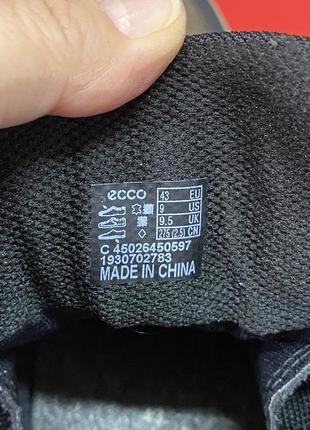 ecco
43 EU
9 US
9.5 UK
275 (2.5) CN
C 45026450597
1930702783
MADE IN CHINA